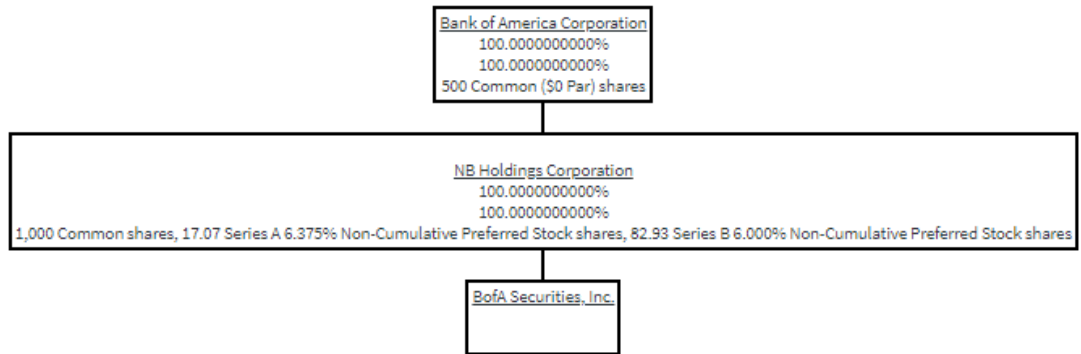 Bank of America Corporation
100.0000000000%
100.0000000000%
500 Common ($0 Par) shares
NB Holdings Corporation
100.0000000000%
100.0000000000%
1,000 Common shares, 17.07 Series A 6.375% Non-Cumulative Preferred Stock shares, 82.93 Series B 6.000% Non-Cumulative Preferred Stock shares
BofA Securities, Inc.